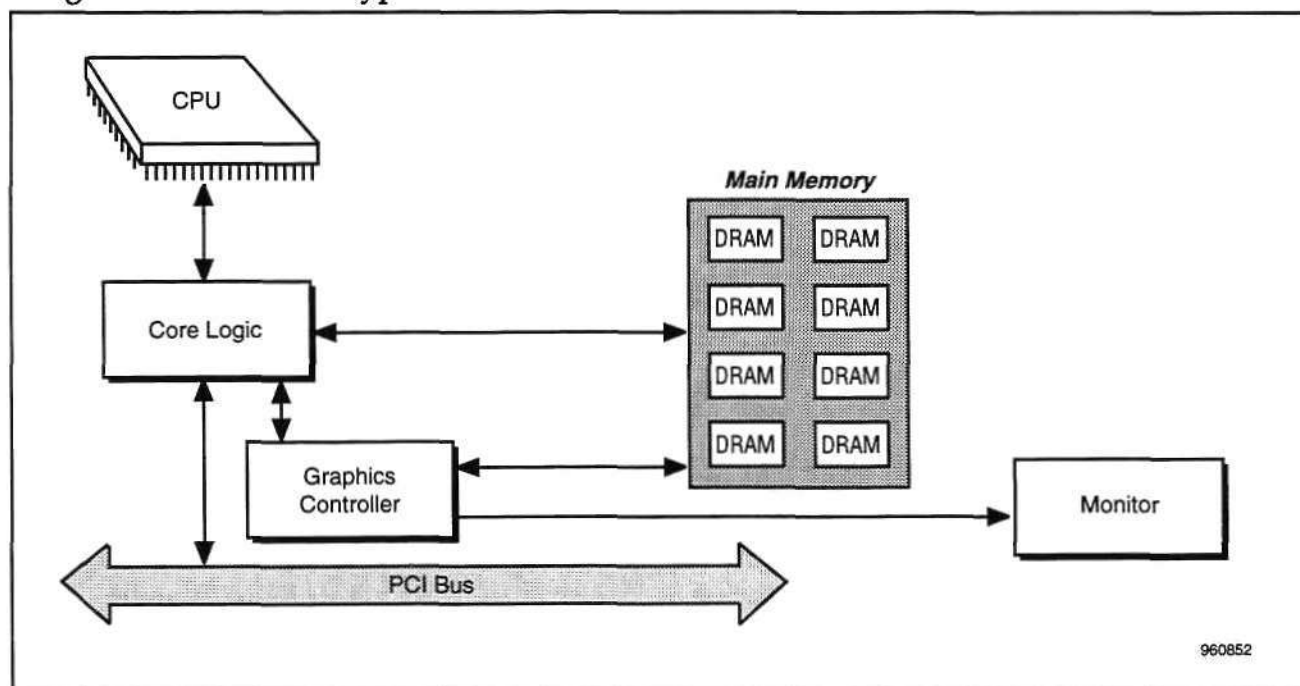 CPU
Main Memory
DRAM DRAM
DRAM DRAM
DRAM DRAM
DRAM DRAM
Core Logic
Graphics
Controller
Monitor
PCI Bus
960852